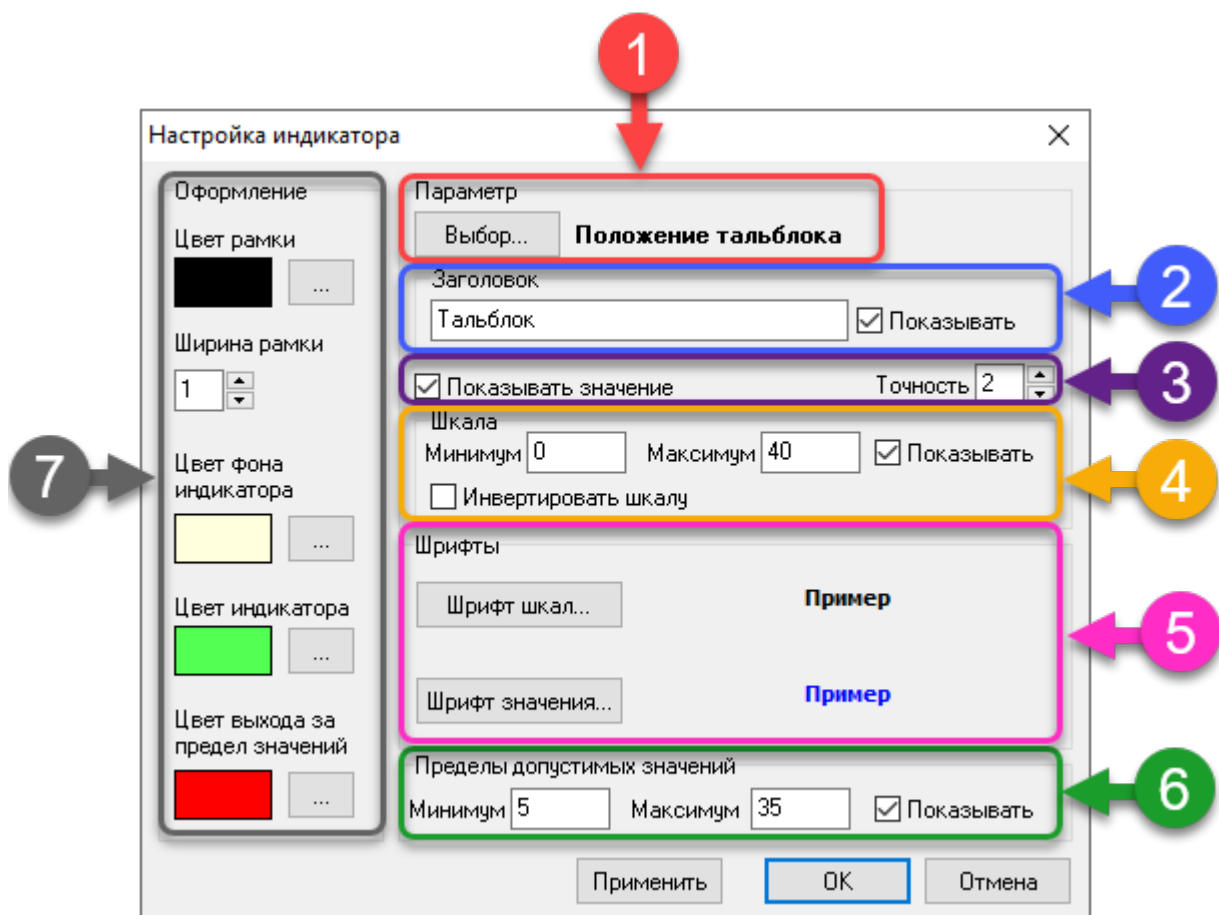 1
Настройка индикатора
Оформление
Цвет рамки
...
Ширина рамки
1
Цвет фона
индикатора
...
Цвет индикатора
...
Цвет выхода за
предел значений
...
Параметр
Выбор... Положение тальблока
Заголовок
Тальблок Показывать
2
Показывать значение Точность 2
3
Шкала
Минимум 0 Максимум 40 Показывать
Инвертировать шкалу
4
Шрифты
Шрифт шкал... Пример
Шрифт значения... Пример
5
Пределы допустимых значений
Минимум 5 Максимум 35 Показывать
6
7
Применить OK Отмена